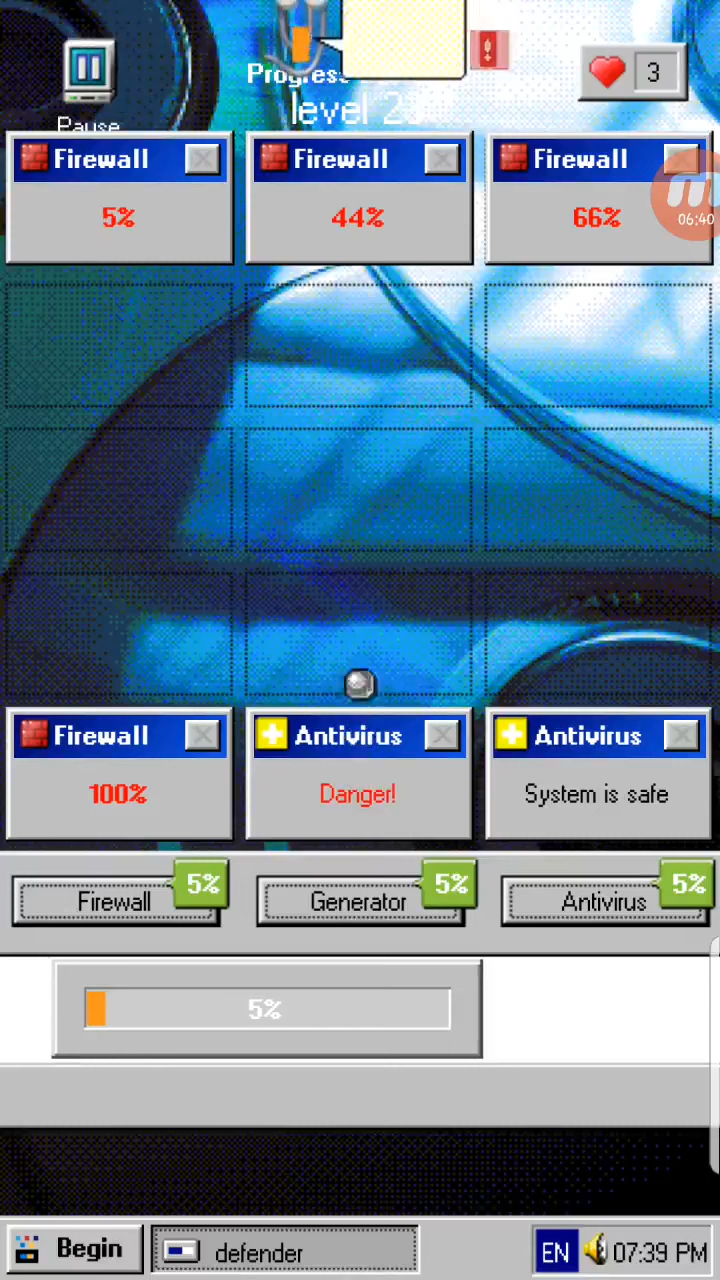 Progress
level 2
3
Pause
Firewall
Firewall
Firewall
5%
44%
66%
06:40
Firewall
Antivirus
Antivirus
100%
Danger!
System is safe
5%
5%
5%
Firewall
Generator
Antivirus
5%
Begin
defender
EN
07:39 PM